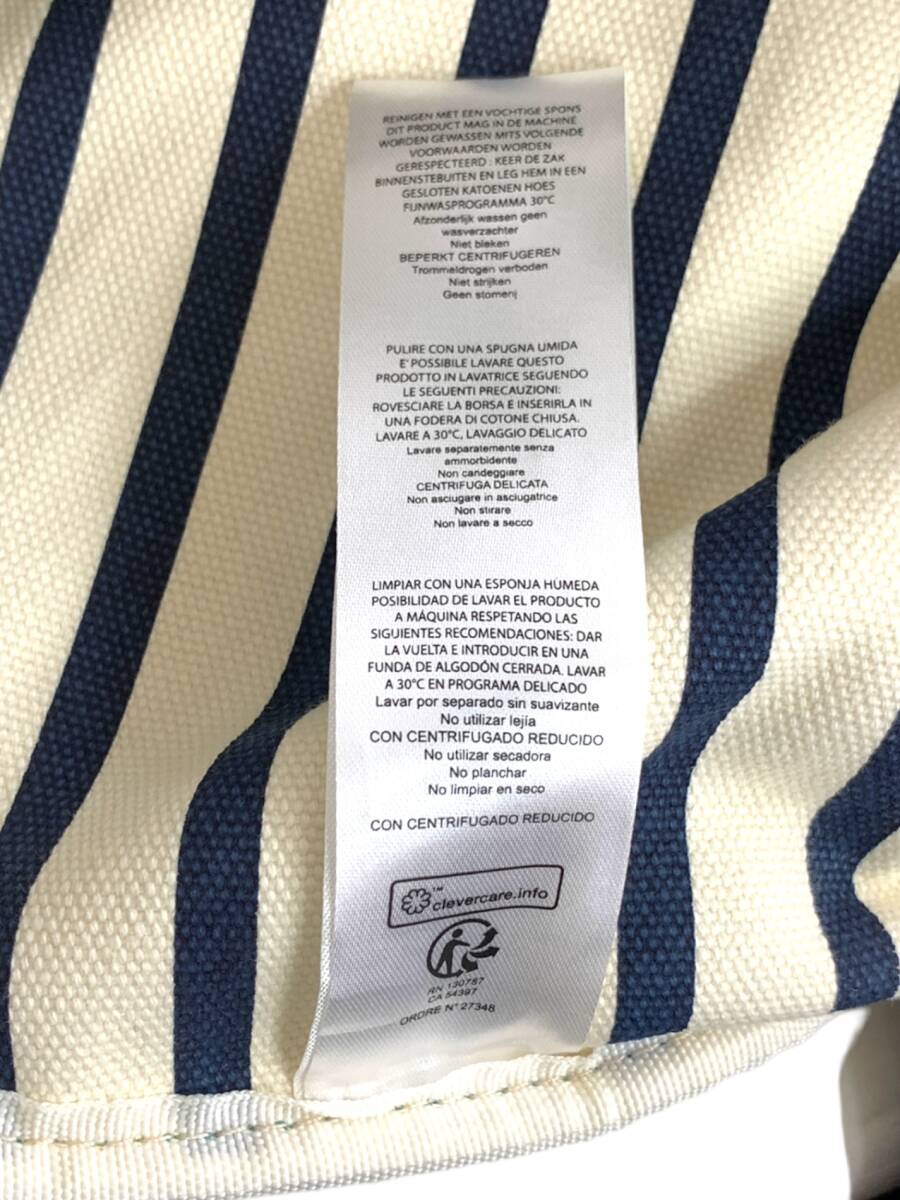 REINIGEN MET EEN VOCHTIGE SPONS
DIT PRODUCT MAG IN DE MACHINE
WORDEN GEWASSEN MITS VOLGENDE
VOORWAARDEN WORDEN
GERESPECTEERD : KEER DE ZAK
BINNENSTEBUITEN EN LEG HEM IN EEN
GESLOTEN KATOENEN HOES
FIJNWASPROGRAMMA 30°C
Afzonderlijk wassen geen
wasverzachter
Niet bleken
BEPERKT CENTRIFUGEREN
Trommeldrogen verboden
Niet strijken
Geen stomerij
PULIRE CON UNA SPUGNA UMIDA
E' POSSIBILE LAVARE QUESTO
PRODOTTO IN LAVATRICE SEGUENDO
LE SEGUENTI PRECAUZIONI:
ROVESCIARE LA BORSA E INSERIRLA IN
UNA FODERA DI COTONE CHIUSA.
LAVARE A 30°C, LAVAGGIO DELICATO
Lavare separatamente senza
ammorbidente
Non candeggiare
CENTRIFUGA DELICATA
Non asciugare in asciugatrice
Non stirare
Non lavare a secco
LIMPIAR CON UNA ESPONJA HÚMEDA
POSIBILIDAD DE LAVAR EL PRODUCTO
A MÁQUINA RESPETANDO LAS
SIGUIENTES RECOMENDACIONES: DAR
LA VUELTA E INTRODUCIR EN UNA
FUNDA DE ALGODÓN CERRADA. LAVAR
A 30°C EN PROGRAMA DELICADO
Lavar por separado sin suavizante
No utilizar lejía
CON CENTRIFUGADO REDUCIDO
No utilizar secadora
No planchar
No limpiar en seco
CON CENTRIFUGADO REDUCIDO
™ clevercare.info
RN 130787
CA 54397
ORDRE N°27348